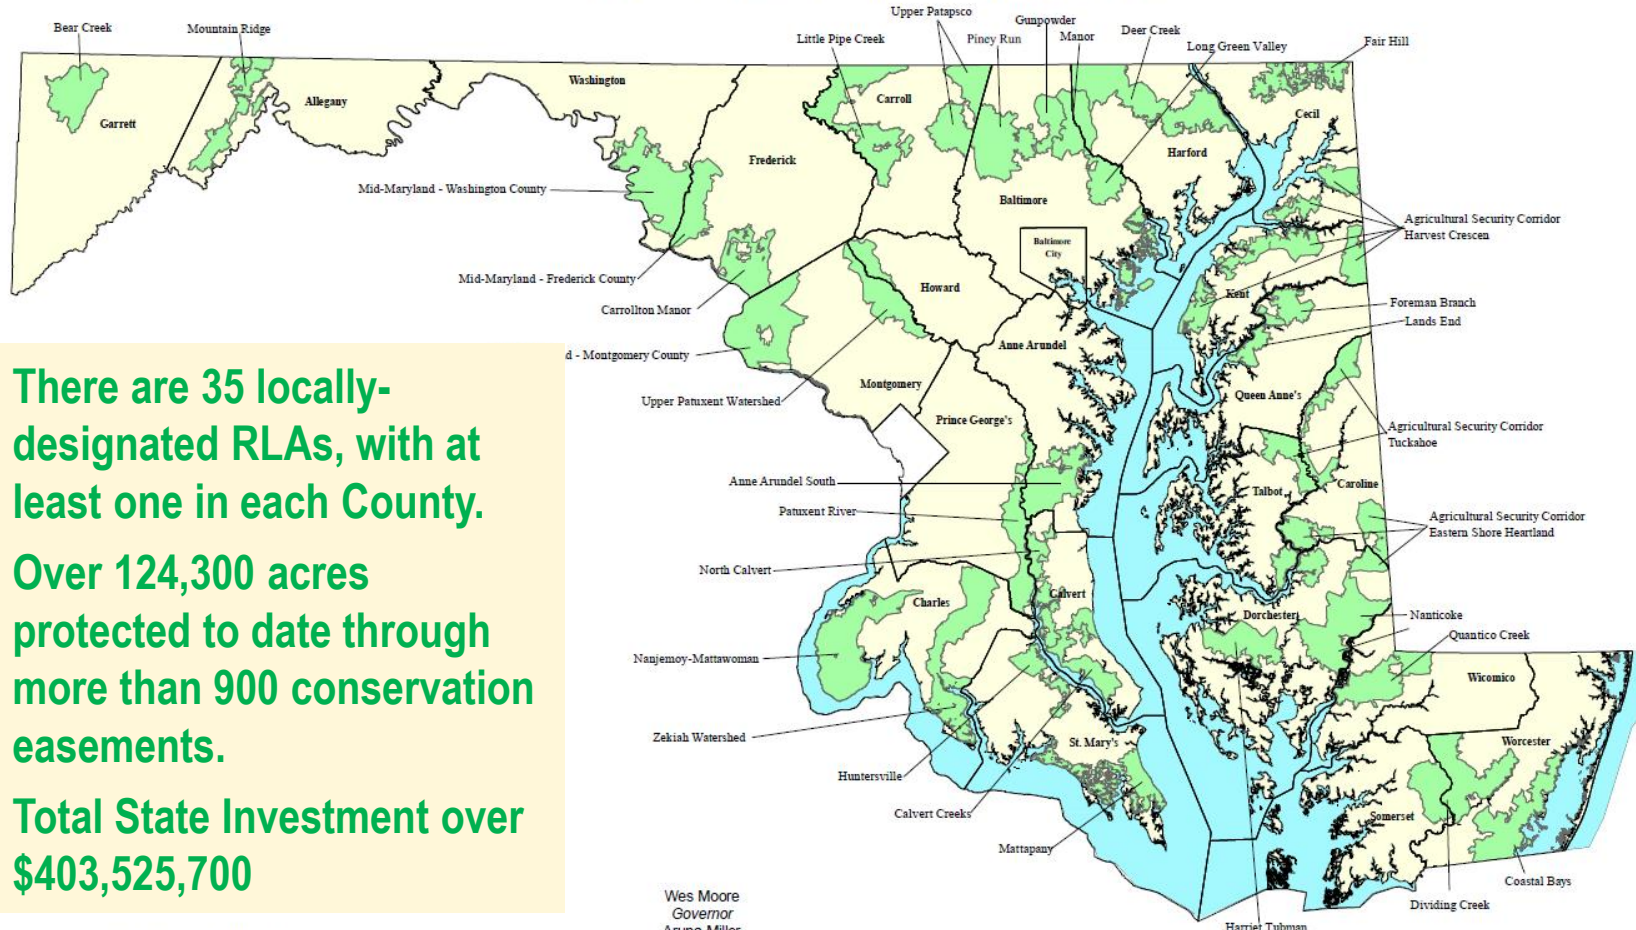 Bear Creek
Mountain Ridge
Upper Patapsco
Gunpowder
Little Pipe Creek
Piney Run
Manor
Deer Creek
Long Green Valley
Fair Hill
Garrett
Allegany
Washington
Frederick
Carroll
Harford
Cecil
Baltimore
Baltimore
City
Mid-Maryland - Washington County
Mid-Maryland - Frederick County
Carrollton Manor
d - Montgomery County
Upper Patuxent Watershed
Howard
Montgomery
Anne Arundel
Prince George's
Agricultural Security Corridor
Harvest Crescen
Kent
Foreman Branch
Lands End
Queen Anne's
Agricultural Security Corridor
Tuckahoe
Caroline
Talbot
Anne Arundel South
Patuxent River
North Calvert
Agricultural Security Corridor
Eastern Shore Heartland
Charles
Calvert
Dorchester
Nanticoke
Quantico Creek
Wicomico
Nanjemoy-Mattawoman
Zekiah Watershed
Huntersville
Calvert Creeks
Mattapany
St. Mary's
Worcester
Somerset
Coastal Bays
Dividing Creek
Harriet Tubman
There are 35 locally-
designated RLAs, with at
least one in each County.
Over 124,300 acres
protected to date through
more than 900 conservation
easements.
Total State Investment over
$403,525,700
Wes Moore
Governor
Aruna Miller